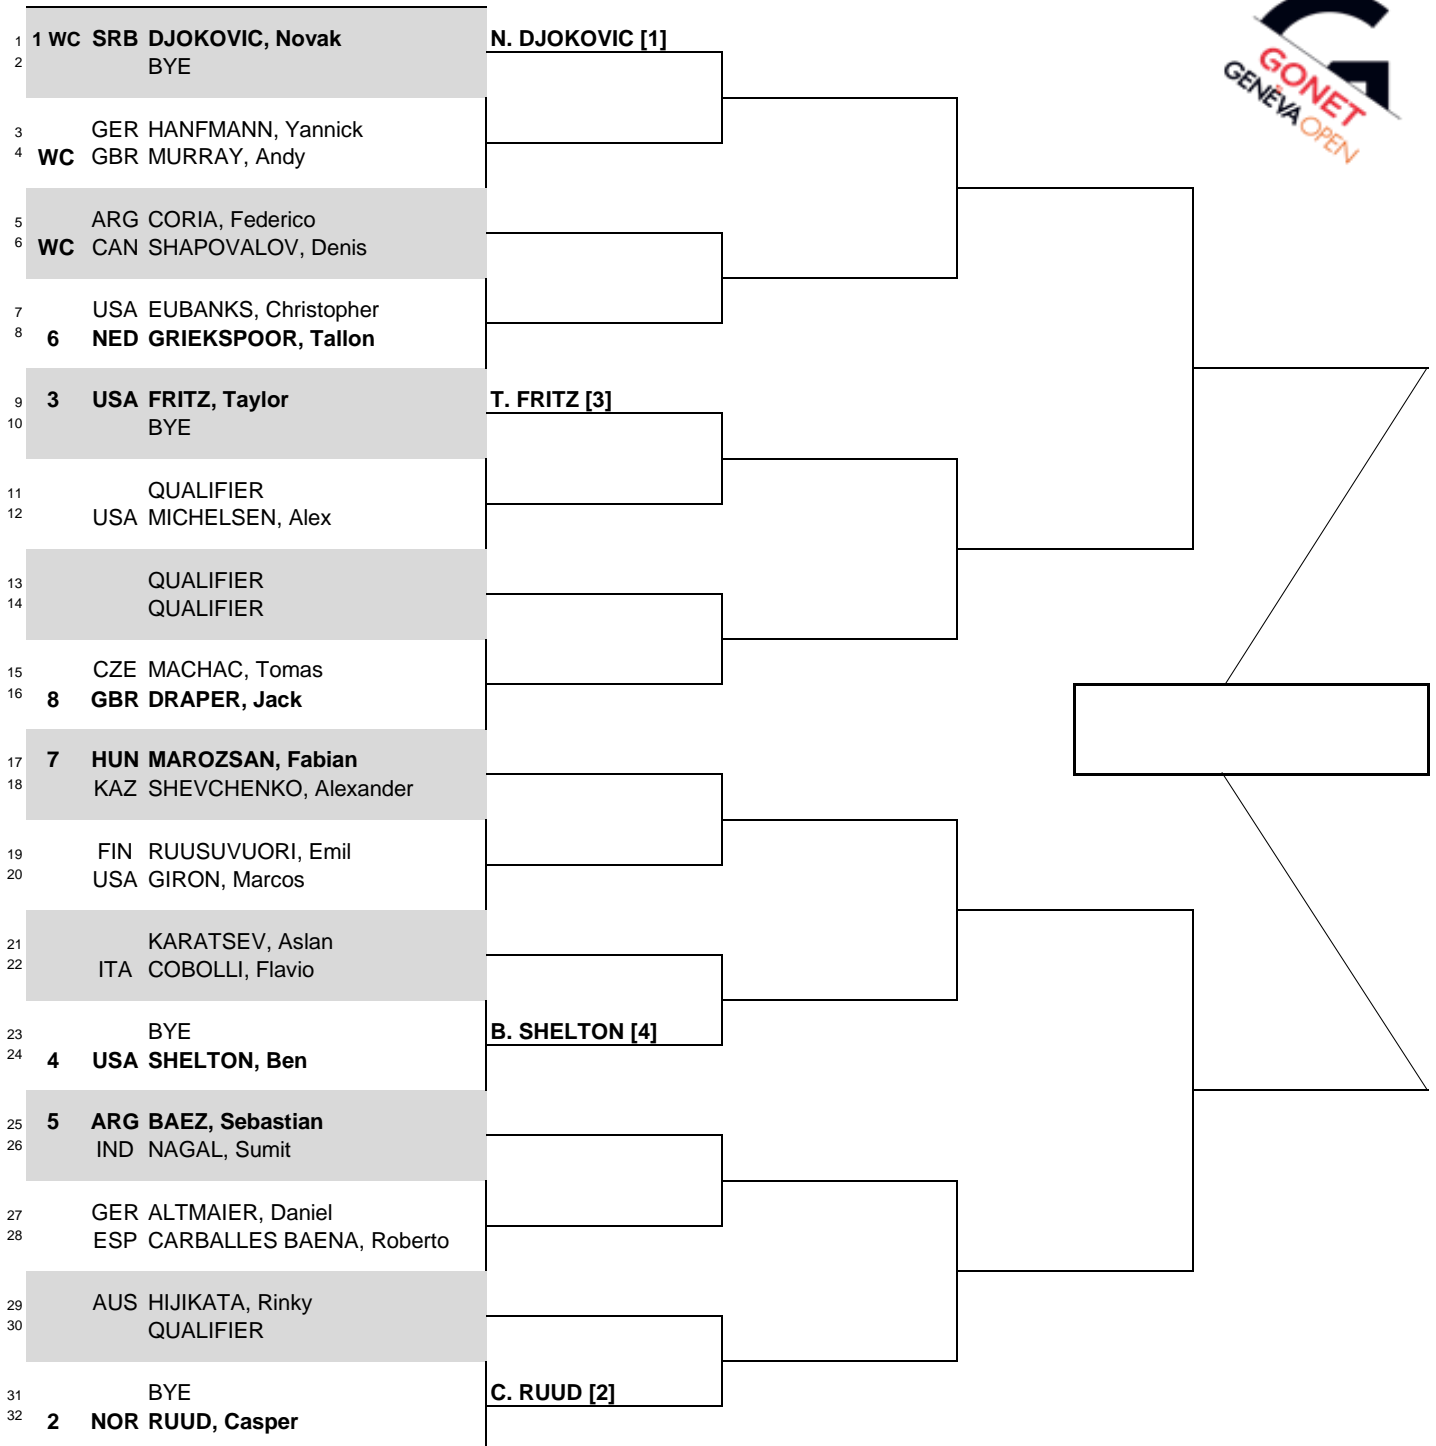 1 1 WC SRB DJOKOVIC, Novak N. DJOKOVIC [1]
2 BYE
GONET
GENEVA OPEN
3 GER HANFMANN, Yannick
4 WC GBR MURRAY, Andy
5 ARG CORIA, Federico
6 WC CAN SHAPOVALOV, Denis
7 USA EUBANKS, Christopher
8 6 NED GRIEKSPOOR, Tallon
9 3 USA FRITZ, Taylor T. FRITZ [3]
10 BYE
11 QUALIFIER
12 USA MICHELSEN, Alex
13 QUALIFIER
14 QUALIFIER
15 CZE MACHAC, Tomas
16 8 GBR DRAPER, Jack
17 7 HUN MAROZSAN, Fabian
18 KAZ SHEVCHENKO, Alexander
19 FIN RUUSUVUORI, Emil
20 USA GIRON, Marcos
21 KARATSEV, Aslan
22 ITA COBOLLI, Flavio
23 BYE B. SHELTON [4]
24 4 USA SHELTON, Ben
25 5 ARG BAEZ, Sebastian
26 IND NAGAL, Sumit
27 GER ALTMAIER, Daniel
28 ESP CARBALLES BAENA, Roberto
29 AUS HIJIKATA, Rinky
30 QUALIFIER
31 BYE C. RUUD [2]
32 2 NOR RUUD, Casper